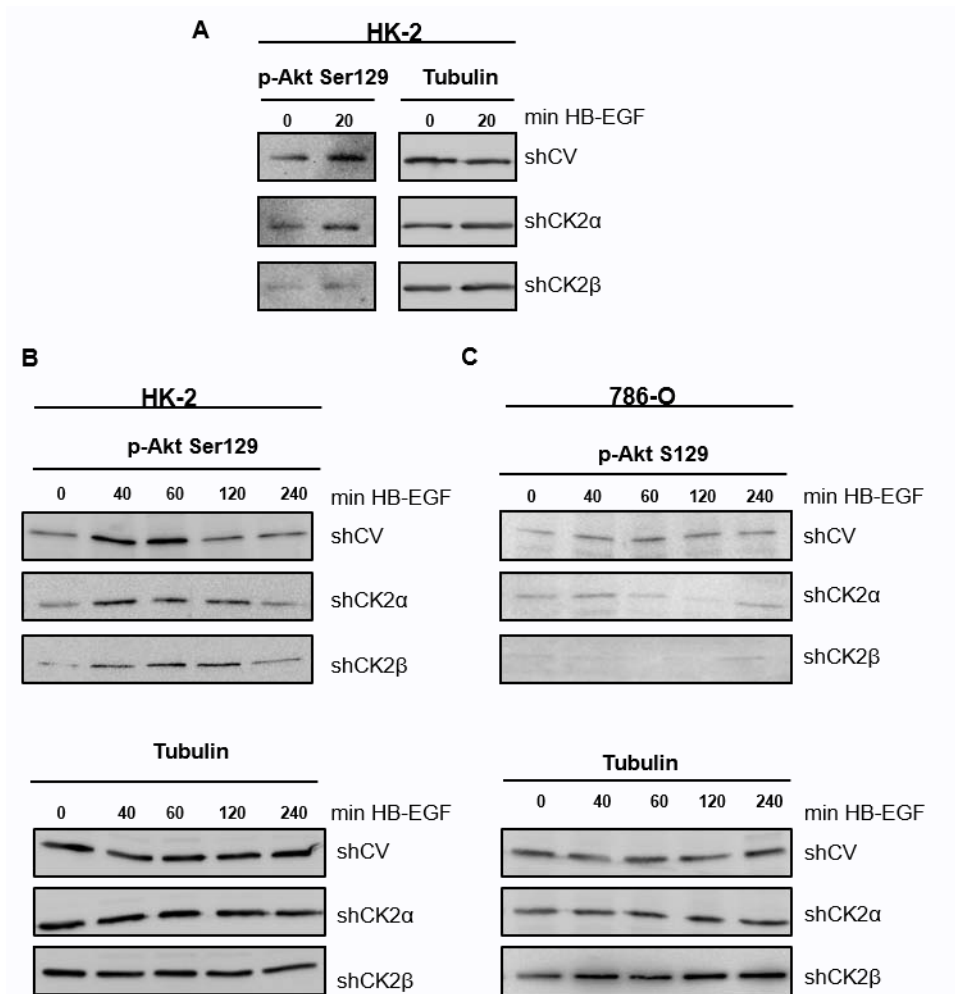 A
HK-2
p-Akt Ser129 Tubulin
0 20 0 20 min HB-EGF
shCV
shCK2α
shCK2β
B C
HK-2 786-O
p-Akt Ser129 p-Akt S129
0 40 60 120 240 min HB-EGF 0 40 60 120 240 min HB-EGF
shCV shCV
shCK2α shCK2α
shCK2β shCK2β
Tubulin Tubulin
0 40 60 120 240 min HB-EGF 0 40 60 120 240 min HB-EGF
shCV shCV
shCK2α shCK2α
shCK2β shCK2β